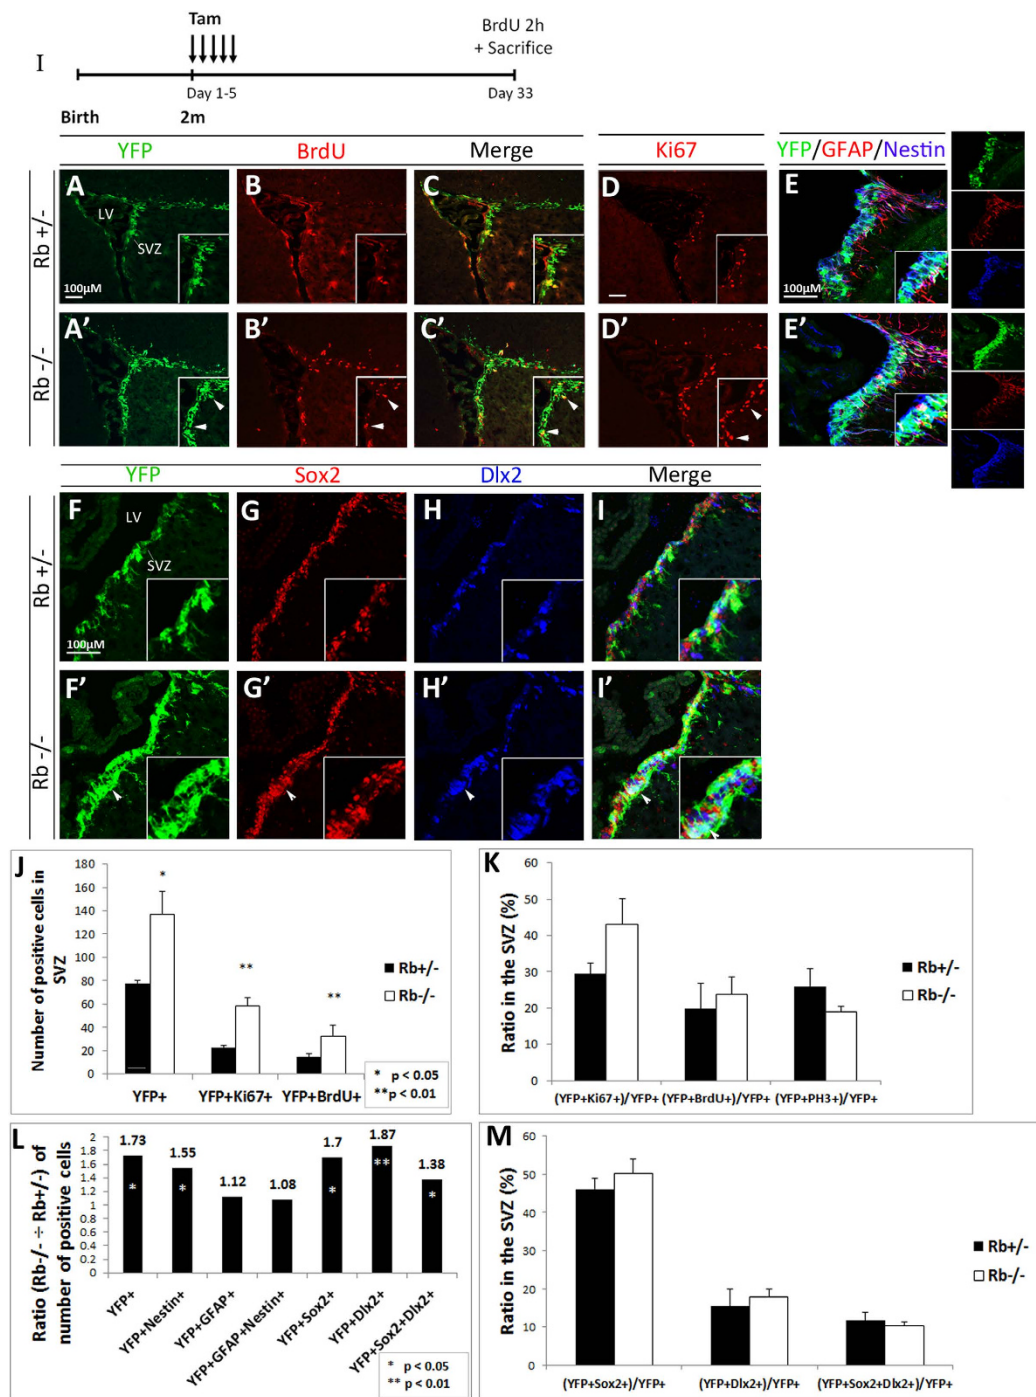 Tam
BrdU 2h
+ Sacrifice
I
Day 1-5
Day 33
Birth
2m
YFP
BrdU
Merge
Ki67
YFP/GFAP/Nestin
Rb +/-
A
LV
SVZ
100µM
B
C
D
E
100µM
Rb -/-
A'
B'
C'
D'
E'
YFP
Sox2
Dlx2
Merge
Rb +/-
F
LV
SVZ
100µM
G
H
I
Rb -/-
F'
G'
H'
I'
J
Number of positive cells in
SVZ
180
160
140
120
100
80
60
40
20
0
*
**
**
YFP+
YFP+Ki67+
YFP+BrdU+
Rb+/-
Rb-/-
* p < 0.05
**p < 0.01
K
Ratio in the SVZ (%)
60
50
40
30
20
10
0
(YFP+Ki67+)/YFP+
(YFP+BrdU+)/YFP+
(YFP+PH3+)/YFP+
Rb+/-
Rb-/-
L
Ratio (Rb-/- ÷ Rb+/-) of
number of positive cells
2
1.8
1.6
1.4
1.2
1
0.8
0.6
0.4
0.2
0
1.73
1.55
1.12
1.08
1.7
1.87
1.38
*
*
*
**
*
YFP+
YFP+Nestin+
YFP+GFAP+
YFP+GFAP+Nestin+
YFP+Sox2+
YFP+Dlx2+
YFP+Sox2+Dlx2+
* p < 0.05
** p < 0.01
M
Ratio in the SVZ (%)
60
50
40
30
20
10
0
(YFP+Sox2+)/YFP+
(YFP+Dlx2+)/YFP+
(YFP+Sox2+Dlx2+)/YFP+
Rb+/-
Rb-/-